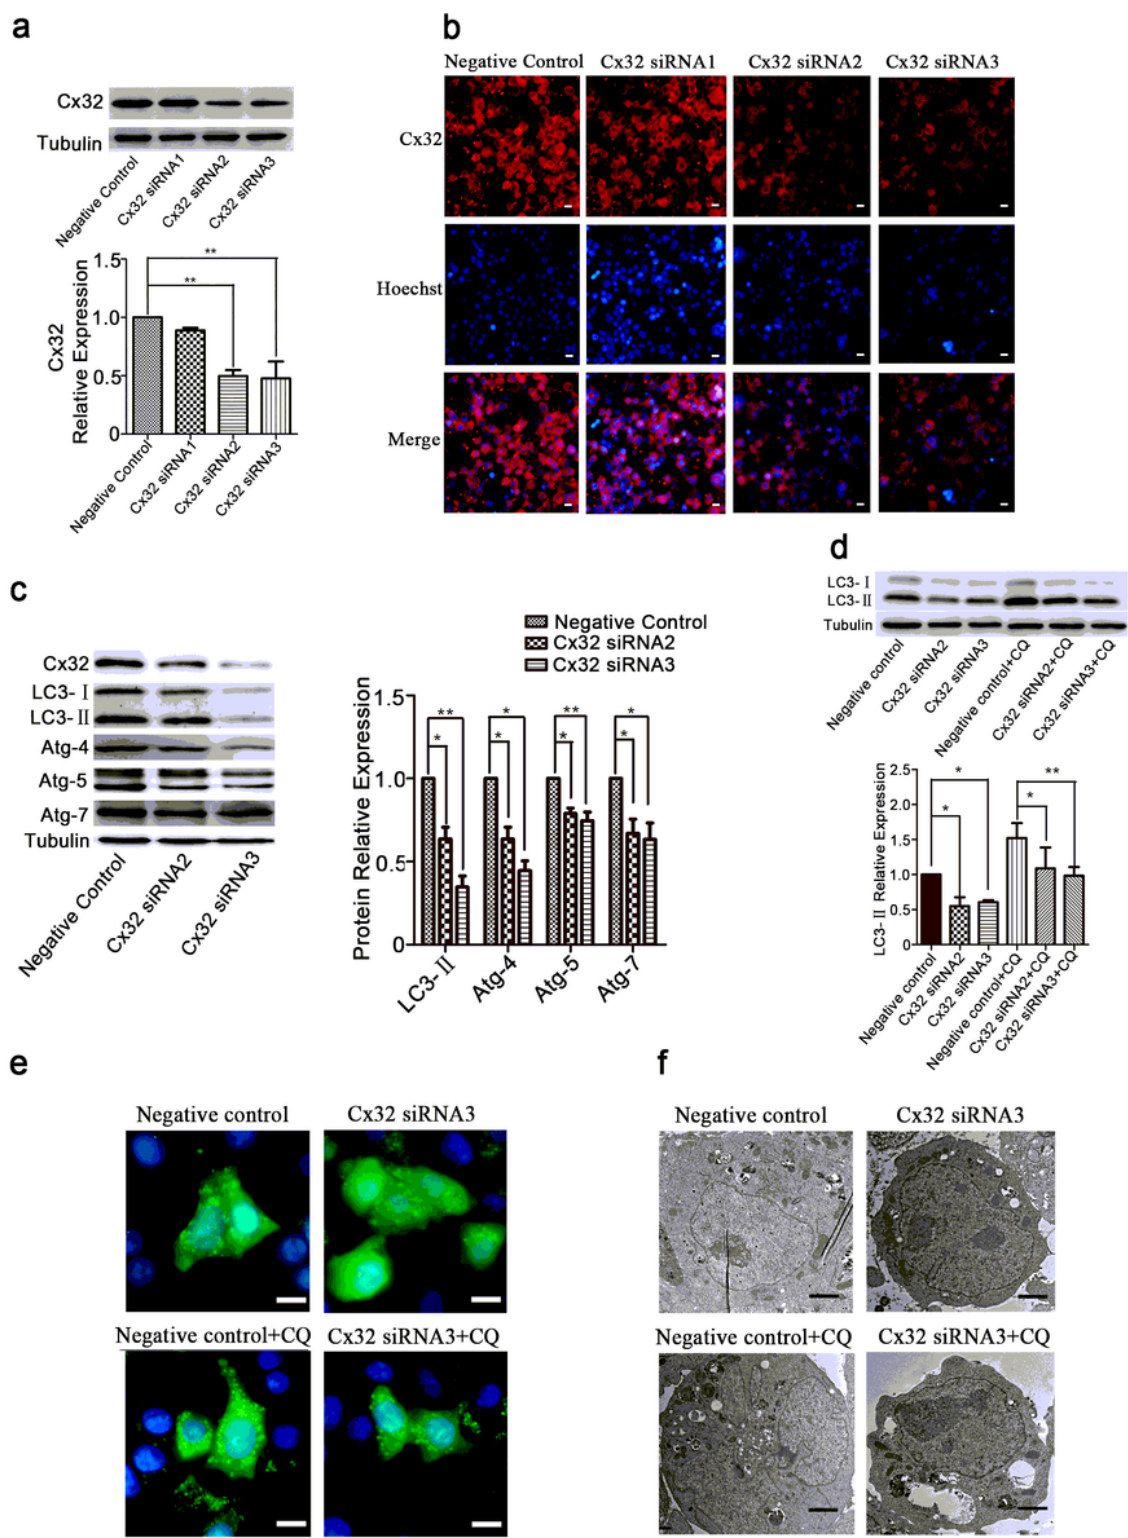 a
Cx32
Tubulin
Negative Control
Cx32 siRNA1
Cx32 siRNA2
Cx32 siRNA3
Cx32
Relative Expression
1.5
1.0
0.5
0
**
**
Negative Control
Cx32 siRNA1
Cx32 siRNA2
Cx32 siRNA3
b
Negative Control Cx32 siRNA1 Cx32 siRNA2 Cx32 siRNA3
Cx32
Hoechst
Merge
c
Cx32
LC3- Ⅰ
LC3- Ⅱ
Atg-4
Atg-5
Atg-7
Tubulin
Negative Control
Cx32 siRNA2
Cx32 siRNA3
Negative Control
Cx32 siRNA2
Cx32 siRNA3
Protein Relative Expression
1.5
1.0
0.5
0
** * ** *
* * * *
LC3- Ⅱ
Atg-4
Atg-5
Atg-7
d
LC3- Ⅰ
LC3- Ⅱ
Tubulin
Negative control
Cx32 siRNA2
Cx32 siRNA3
Negative control+CQ
Cx32 siRNA2+CQ
Cx32 siRNA3+CQ
LC3- Ⅱ Relative Expression
2.5
2.0
1.5
1.0
0.5
0
* **
* *
Negative control
Cx32 siRNA2
Cx32 siRNA3
Negative control+CQ
Cx32 siRNA2+CQ
Cx32 siRNA3+CQ
e
Negative control Cx32 siRNA3
Negative control+CQ Cx32 siRNA3+CQ
f
Negative control Cx32 siRNA3
Negative control+CQ Cx32 siRNA3+CQ